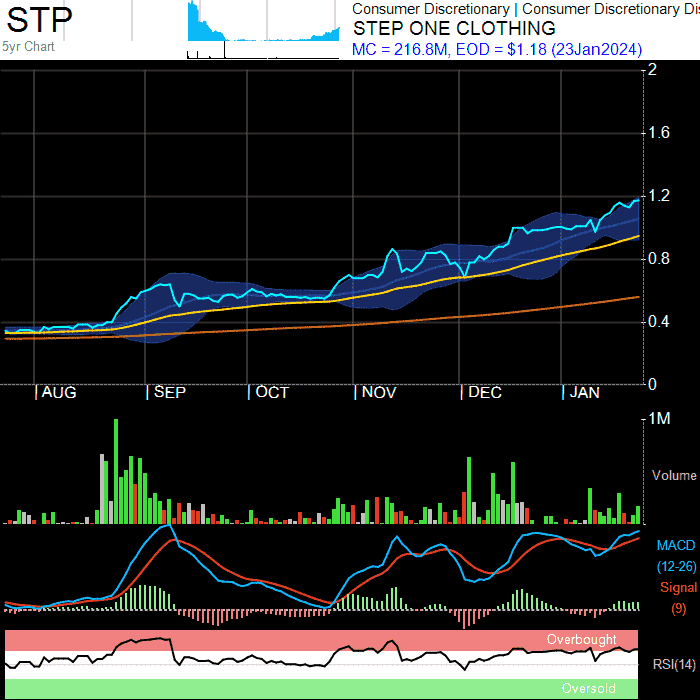 STP
5yr Chart
Consumer Discretionary | Consumer Discretionary Dis
STEP ONE CLOTHING
MC = 216.8M, EOD = $1.18 (23Jan2024)
2
1.6
1.2
0.8
0.4
0
AUG
SEP
OCT
NOV
DEC
JAN
1M
Volume
MACD
(12-26)
Signal
(9)
Overbought
RSI(14)
Oversold